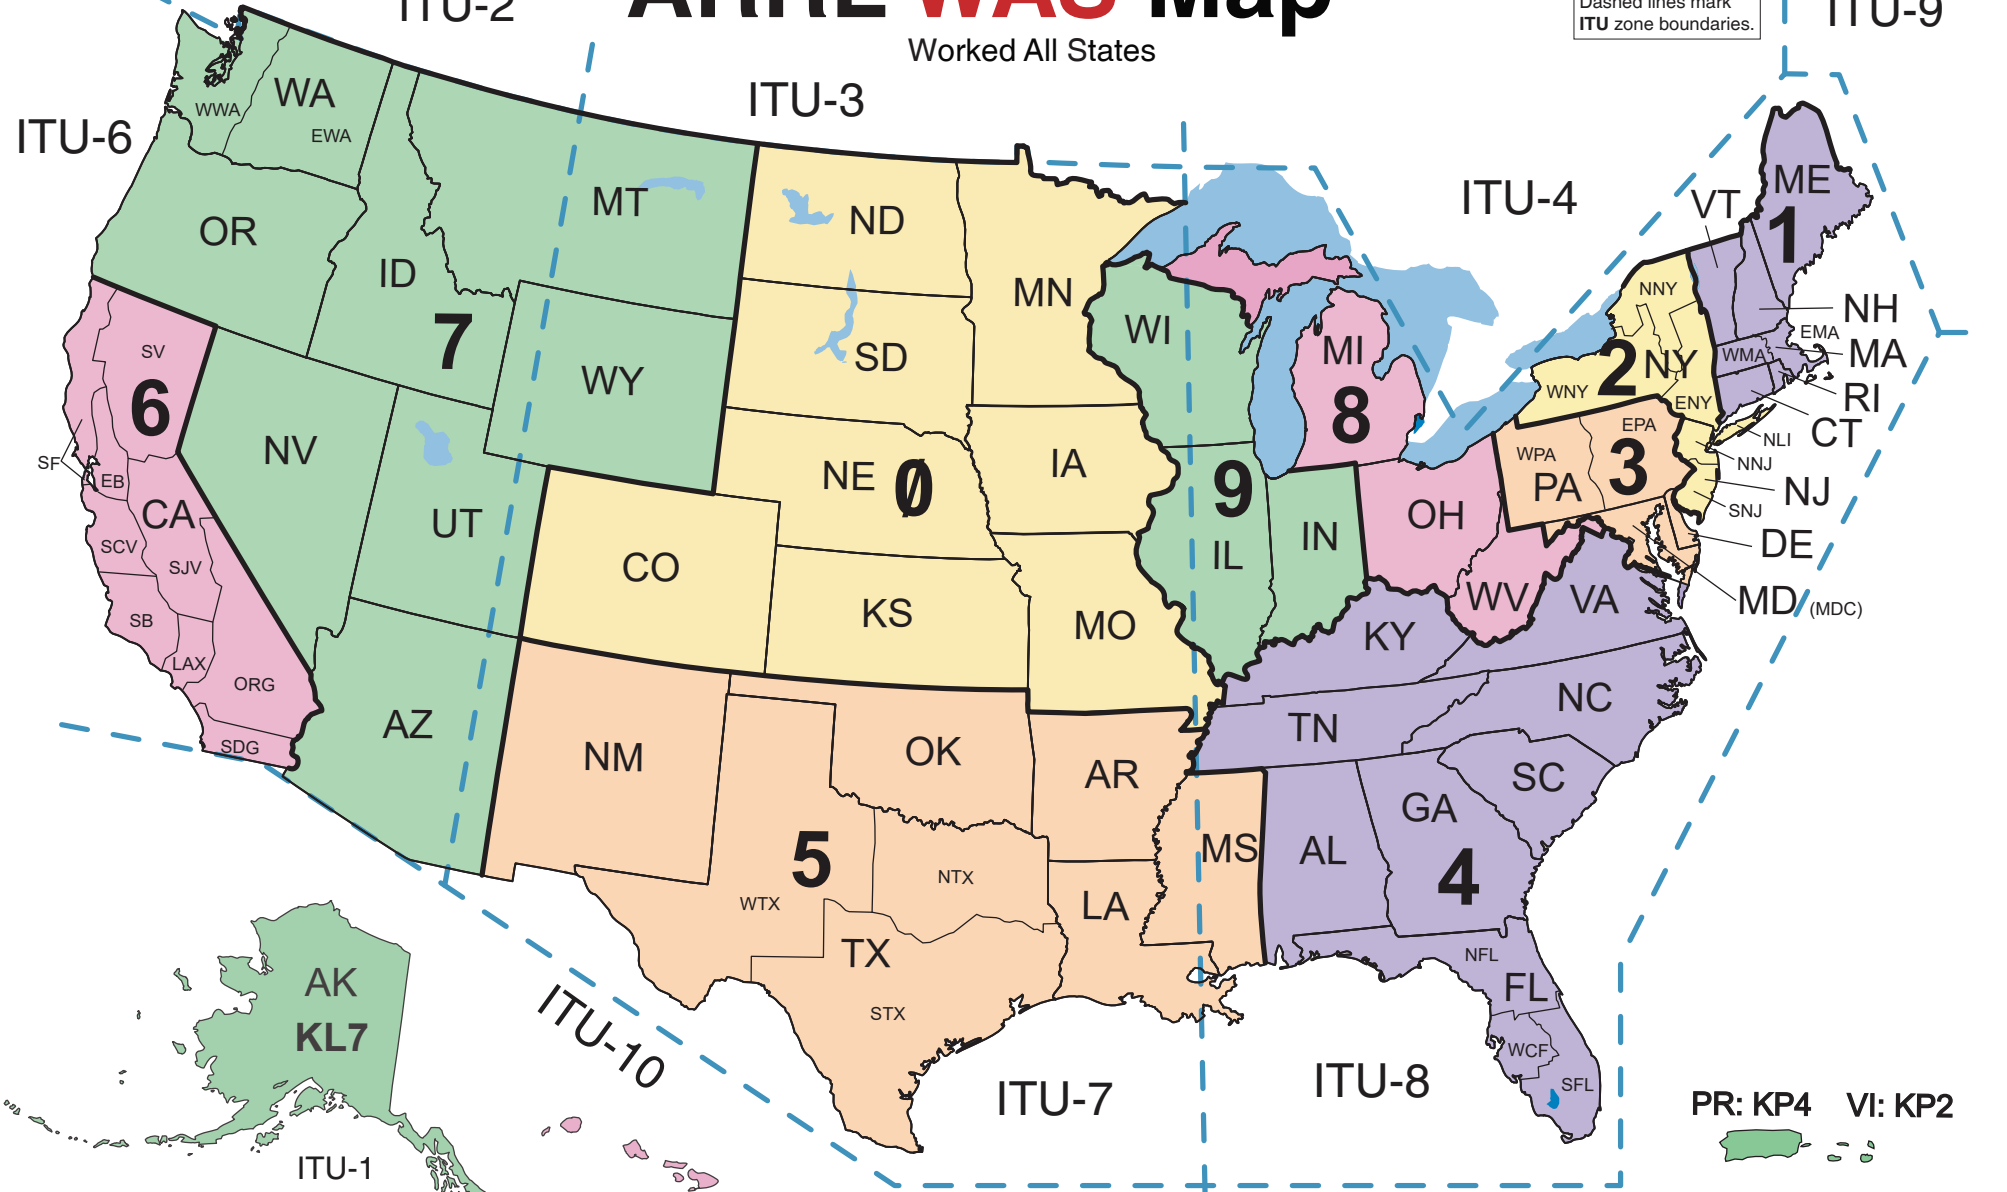 ITU-2
ARRL WAS Map
Dashed lines mark
ITU zone boundaries.
ITU-9
Worked All States
ITU-3
ITU-6
ITU-4
WA
WWA
EWA
OR
ID
MT
7
WY
NV
UT
AZ
ND
SD
MN
NE
0
IA
CO
KS
MO
WI
9
IL
IN
MI
8
OH
WV
VT
ME
1
NH
EMA
MA
WMA
RI
CT
NNY
2
NY
WNY
ENY
NLI
NNJ
NJ
SNJ
EPA
WPA
PA
3
DE
MD (MDC)
SV
6
SF
EB
CA
SCV
SJV
SB
LAX
ORG
SDG
NM
OK
AR
5
WTX
NTX
TX
STX
LA
MS
KY
VA
TN
NC
SC
GA
AL
4
NFL
FL
WCF
SFL
AK
KL7
ITU-1
ITU-10
ITU-7
ITU-8
PR: KP4
VI: KP2